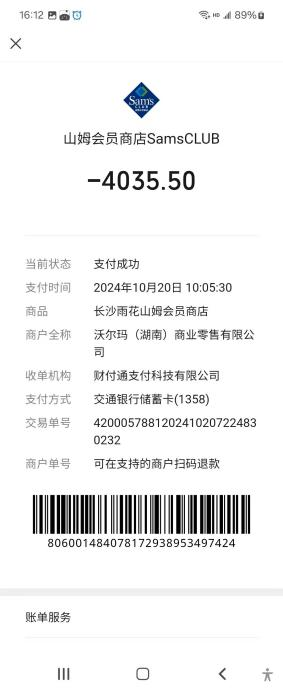 16:12 HD 89%
Sam's
CLUB
山姆会员商店SamsCLUB
-4035.50
当前状态 支付成功
支付时间 2024年10月20日 10:05:30
商品 长沙雨花山姆会员商店
商户全称 沃尔玛（湖南）商业零售有限公
司
收单机构 财付通支付科技有限公司
支付方式 交通银行储蓄卡(1358)
交易单号 420005788120241020722483
0232
商户单号 可在支持的商户扫码退款
806001484078172938953497424
账单服务